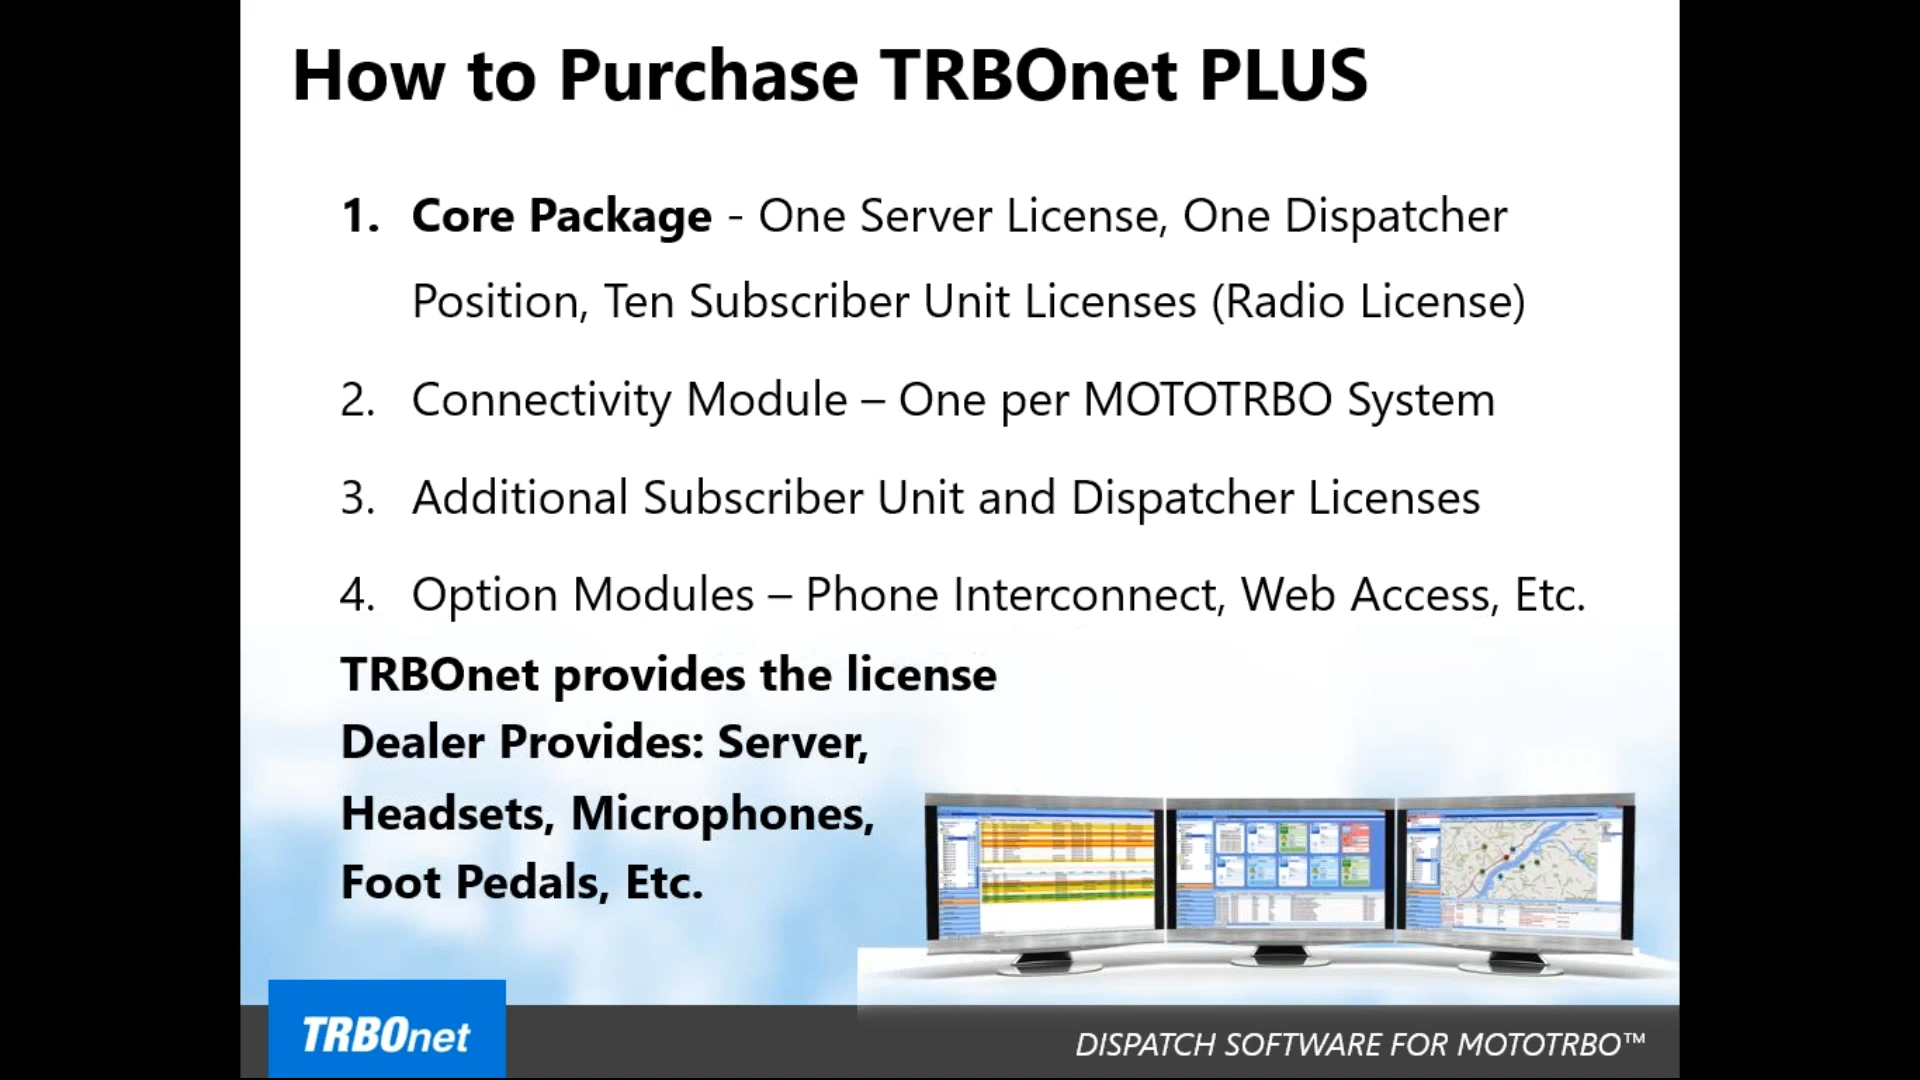 How to Purchase TRBOnet PLUS
1. Core Package - One Server License, One Dispatcher
Position, Ten Subscriber Unit Licenses (Radio License)
2. Connectivity Module – One per MOTOTRBO System
3. Additional Subscriber Unit and Dispatcher Licenses
4. Option Modules – Phone Interconnect, Web Access, Etc.
TRBOnet provides the license
Dealer Provides: Server,
Headsets, Microphones,
Foot Pedals, Etc.
TRBOnet
DISPATCH SOFTWARE FOR MOTOTRBO™